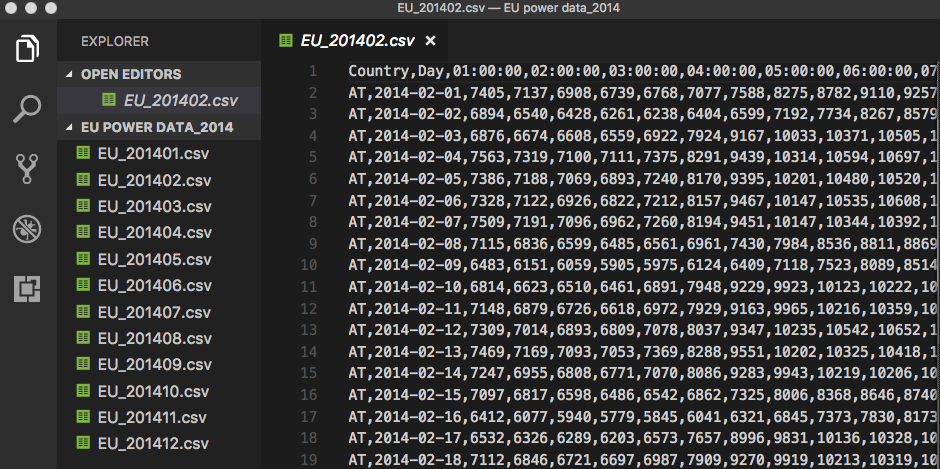 EU_201402.csv — EU power data_2014
EXPLORER
OPEN EDITORS
EU_201402.csv
EU POWER DATA_2014
EU_201401.csv
EU_201402.csv
EU_201403.csv
EU_201404.csv
EU_201405.csv
EU_201406.csv
EU_201407.csv
EU_201408.csv
EU_201409.csv
EU_201410.csv
EU_201411.csv
EU_201412.csv
EU_201402.csv ×
1 Country,Day,01:00:00,02:00:00,03:00:00,04:00:00,05:00:00,06:00:00,07
2 AT,2014-02-01,7405,7137,6908,6739,6768,7077,7588,8275,8782,9110,9257
3 AT,2014-02-02,6894,6540,6428,6261,6238,6404,6599,7192,7734,8267,8579
4 AT,2014-02-03,6876,6674,6608,6559,6922,7924,9167,10033,10371,10505,1
5 AT,2014-02-04,7563,7319,7100,7111,7375,8291,9439,10314,10594,10697,1
6 AT,2014-02-05,7386,7188,7069,6893,7240,8170,9395,10201,10480,10520,1
7 AT,2014-02-06,7328,7122,6926,6822,7212,8157,9467,10147,10535,10608,1
8 AT,2014-02-07,7509,7191,7096,6962,7260,8194,9451,10147,10344,10392,1
9 AT,2014-02-08,7115,6836,6599,6485,6561,6961,7430,7984,8536,8811,8869
10 AT,2014-02-09,6483,6151,6059,5905,5975,6124,6409,7118,7523,8089,8514
11 AT,2014-02-10,6814,6623,6510,6461,6891,7948,9229,9923,10123,10222,10
12 AT,2014-02-11,7148,6879,6726,6618,6972,7929,9163,9965,10216,10359,10
13 AT,2014-02-12,7309,7014,6893,6809,7078,8037,9347,10235,10542,10652,1
14 AT,2014-02-13,7469,7169,7093,7053,7369,8288,9551,10202,10325,10418,1
15 AT,2014-02-14,7247,6955,6808,6771,7070,8086,9283,9943,10219,10206,10
16 AT,2014-02-15,7097,6817,6598,6486,6542,6862,7325,8006,8368,8646,8740
17 AT,2014-02-16,6412,6077,5940,5779,5845,6041,6321,6845,7373,7830,8173
18 AT,2014-02-17,6532,6326,6289,6203,6573,7657,8996,9831,10136,10328,10
19 AT,2014-02-18,7112,6846,6721,6697,6987,7909,9270,9919,10213,10319,10